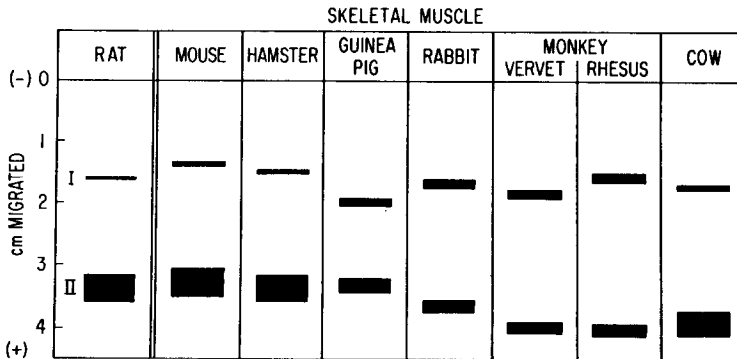 SKELETAL MUSCLE
RAT MOUSE HAMSTER GUINEA PIG RABBIT MONKEY VERVET RHESUS COW
(-) 0
1
I
2
3
II
4
(+)
cm MIGRATED